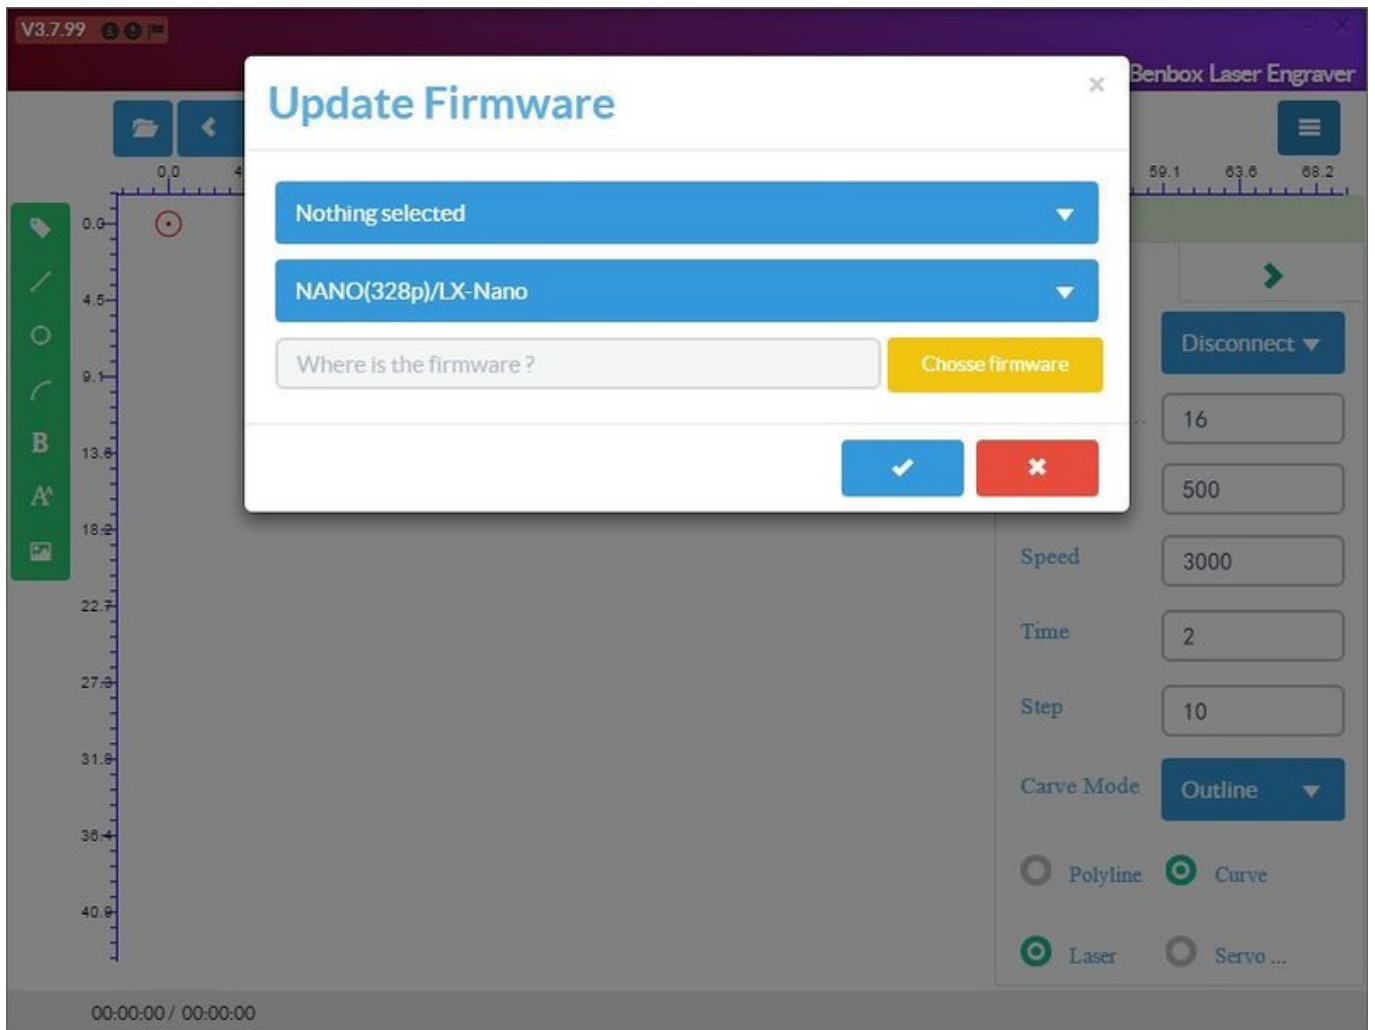 V3.7.99
Benbox Laser Engraver
Update Firmware
×
0.0
4
59.1 63.6 68.2
Nothing selected
NANO(328p)/LX-Nano
Where is the firmware ?
Chosse firmware
0.0
4.5
9.1
13.6
18.2
22.7
27.3
31.8
36.4
40.9
B
AA
Disconnect
.. 16
500
Speed 3000
Time 2
Step 10
Carve Mode Outline
Polyline Curve
Laser Servo ...
00:00:00 / 00:00:00